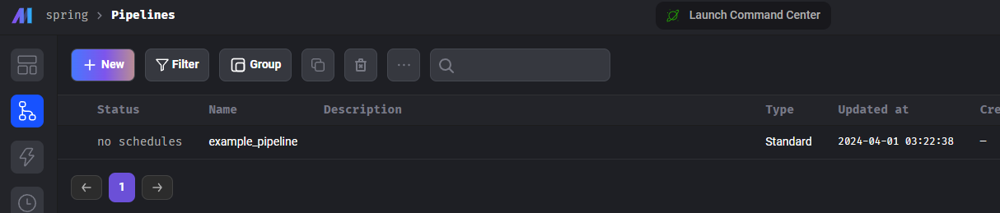 spring > Pipelines
Launch Command Center
+ New
Filter
Group
...
Status Name Description Type Updated at Cre
no schedules example_pipeline Standard 2024-04-01 03:22:38 —
← 1 →